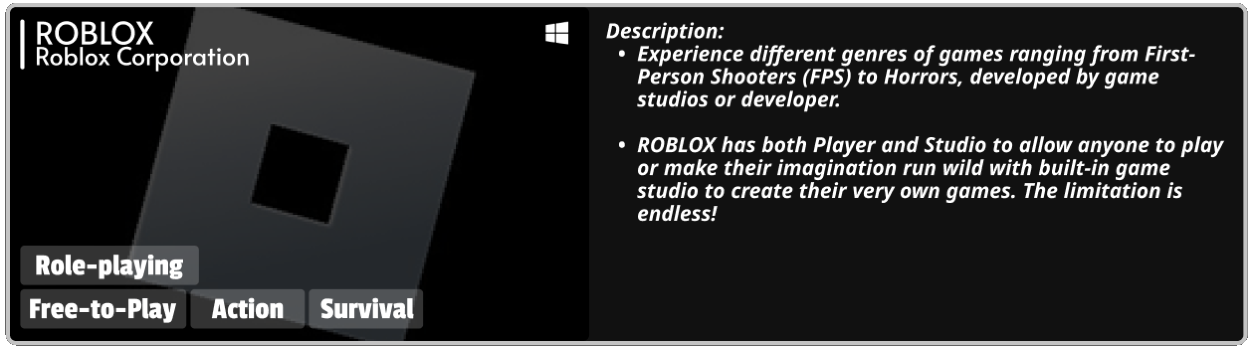 ROBLOX
Roblox Corporation
Role-playing
Free-to-Play Action Survival
Description:
• Experience different genres of games ranging from First-
Person Shooters (FPS) to Horrors, developed by game
studios or developer.
• ROBLOX has both Player and Studio to allow anyone to play
or make their imagination run wild with built-in game
studio to create their very own games. The limitation is
endless!